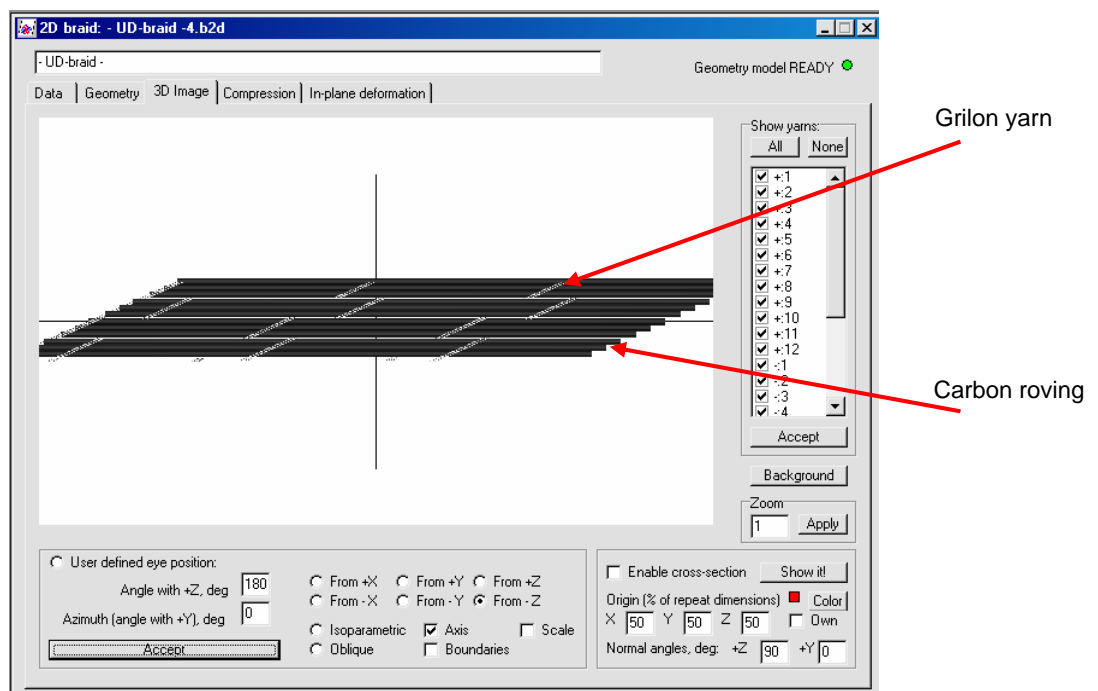 2D braid: - UD-braid -4.b2d
- UD-braid -
Geometry model READY
Data Geometry 3D Image Compression In-plane deformation
Show yarns:
All None
+:1
+:2
+:3
+:4
+:5
+:6
+:7
+:8
+:9
+:10
+:11
+:12
-:1
-:2
-:3
-:4
Accept
Background
Zoom
1 Apply
Grilon yarn
Carbon roving
User defined eye position:
Angle with +Z, deg 180
Azimuth (angle with +Y), deg 0
Accept
From +X From +Y From +Z
From - X From - Y From - Z
Isoparametric Axis Scale
Oblique Boundaries
Enable cross-section Show it!
Origin (% of repeat dimensions) Color
X 50 Y 50 Z 50 Own
Normal angles, deg: +Z 90 +Y 0